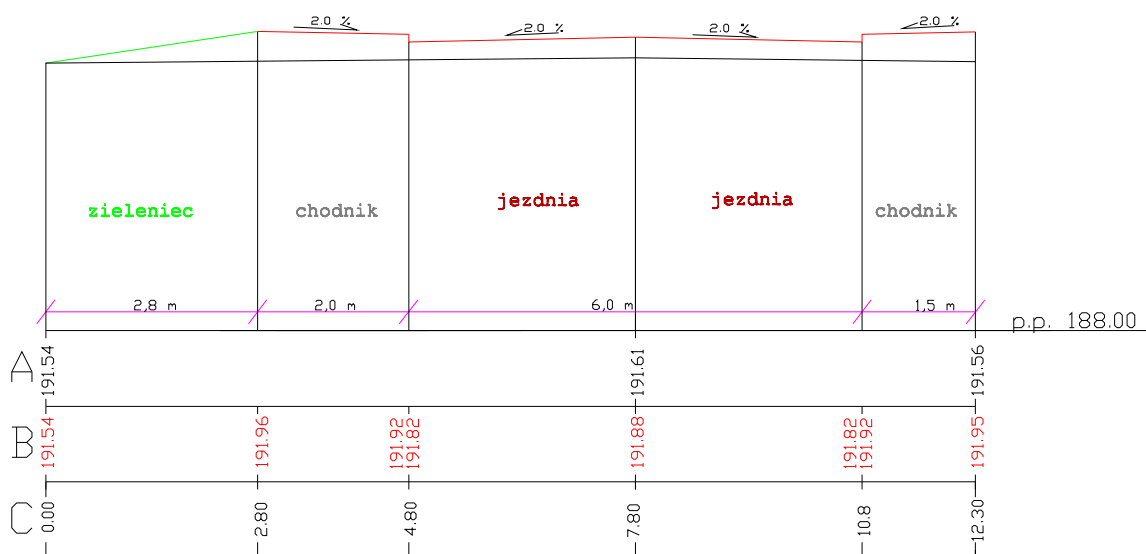 2.0 % 2.0 % 2.0 % 2.0 %
zieleniec chodnik jezdnia jezdnia chodnik
2,8 m 2,0 m 6,0 m 1,5 m
p.p. 188.00
A 191.54 191.61 191.56
B 191.54 191.96 191.92 191.82 191.88 191.82 191.92 191.95
C 0.00 2.80 4.80 7.80 10.8 12.30